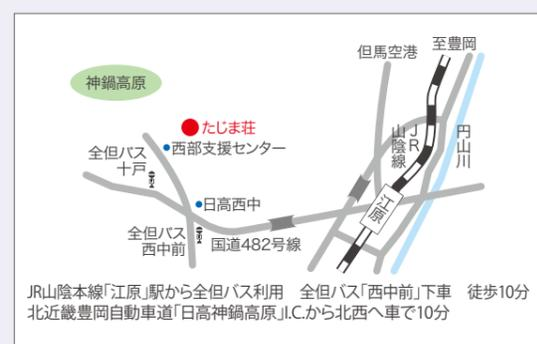 至豊岡
但馬空港
神鍋高原
たじま荘
西部支援センター
全但バス
十戸
JR
山陰線
円山川
日高西中
江原
全但バス
西中前
国道482号線
JR山陰本線「江原」駅から全但バス利用　全但バス「西中前」下車　徒歩10分
北近畿豊岡自動車道「日高神鍋高原」I.C.から北西へ車で10分